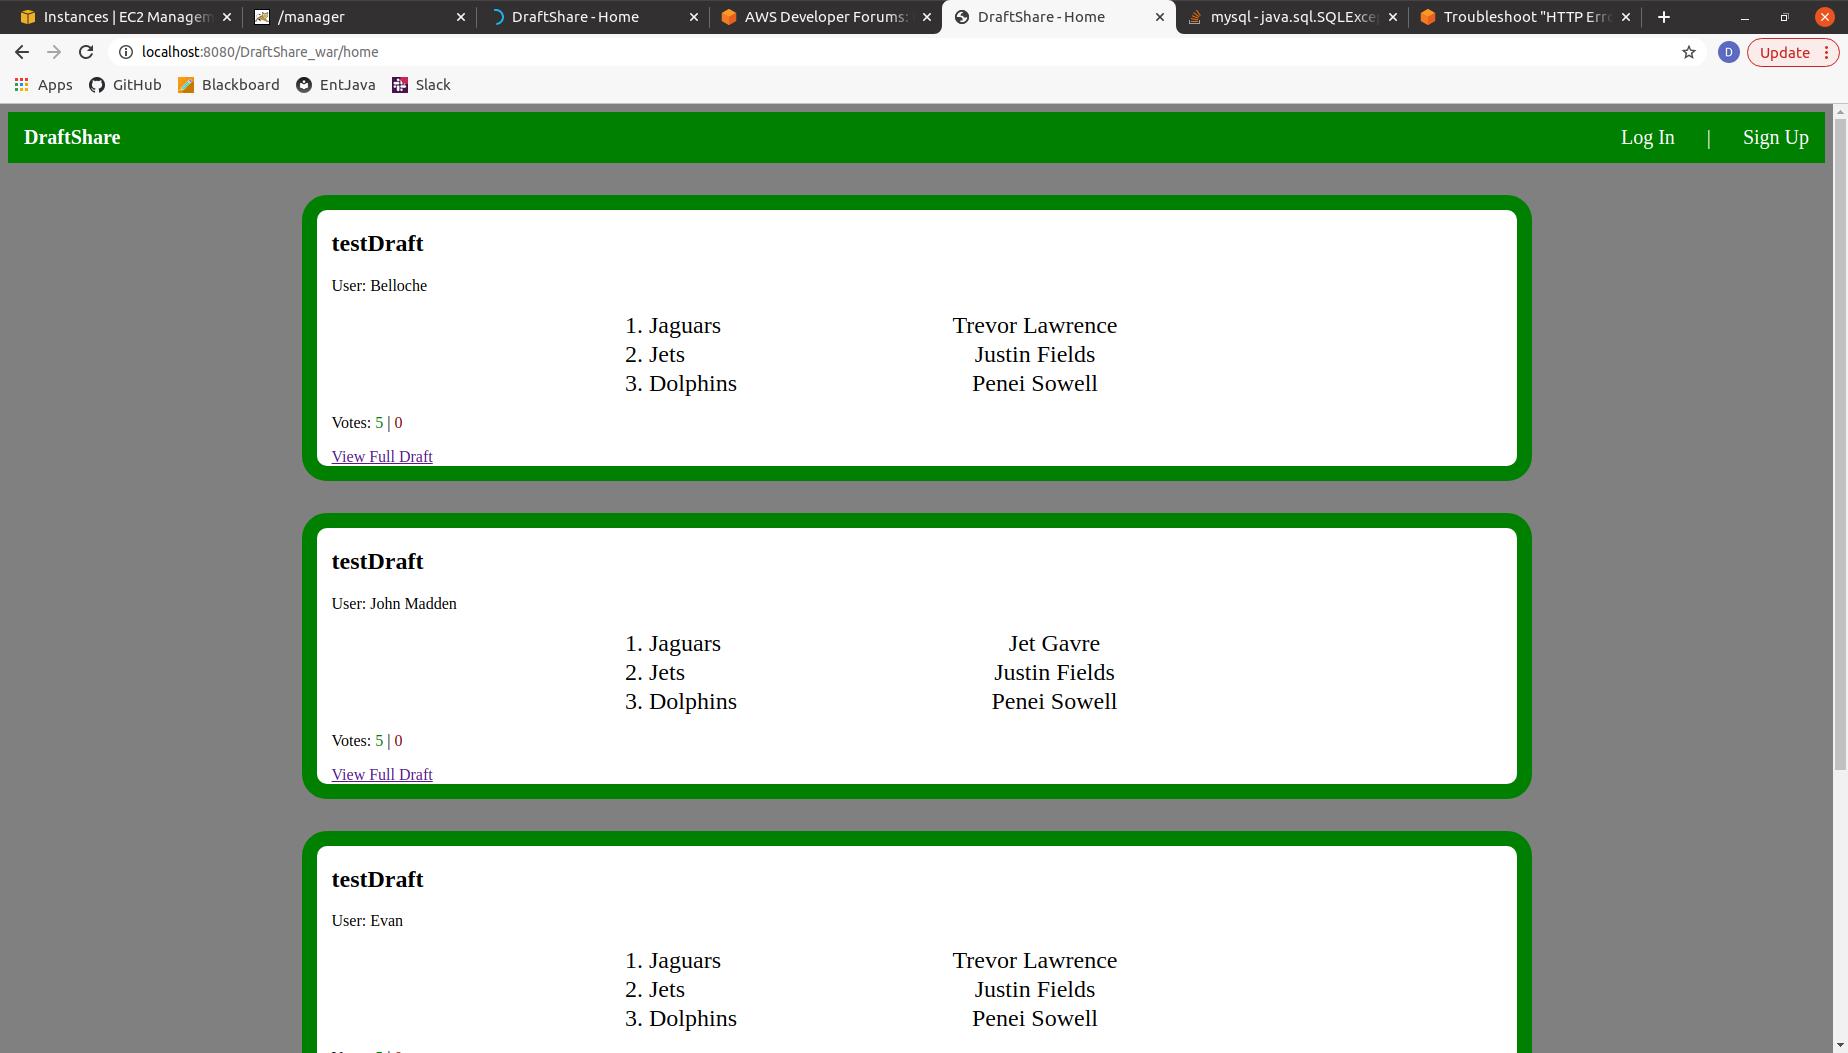 Instances | EC2 Managem
/manager
DraftShare - Home
AWS Developer Forums:
DraftShare - Home
mysql - java.sql.SQLExce
Troubleshoot "HTTP Err
localhost:8080/DraftShare_war/home
D
Update
Apps
GitHub
Blackboard
EntJava
Slack
DraftShare
Log In | Sign Up
testDraft
User: Belloche
1. Jaguars Trevor Lawrence
2. Jets Justin Fields
3. Dolphins Penei Sowell
Votes: 5 | 0
View Full Draft
testDraft
User: John Madden
1. Jaguars Jet Gavre
2. Jets Justin Fields
3. Dolphins Penei Sowell
Votes: 5 | 0
View Full Draft
testDraft
User: Evan
1. Jaguars Trevor Lawrence
2. Jets Justin Fields
3. Dolphins Penei Sowell